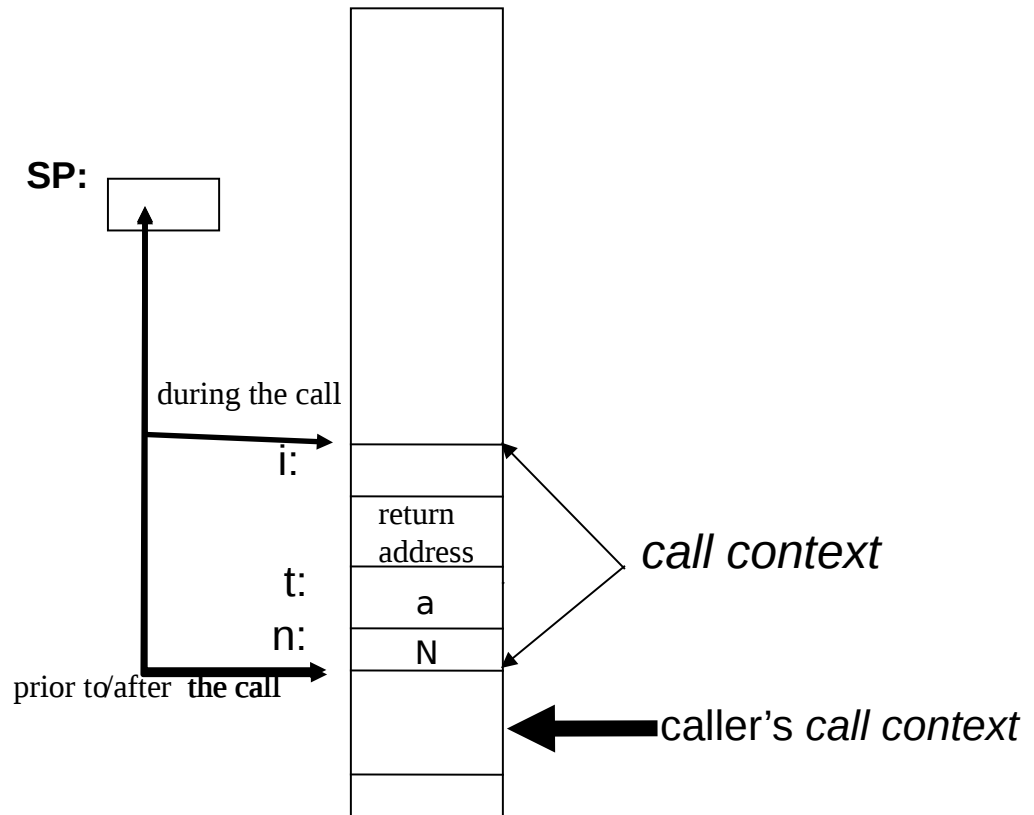 SP:
during the call
i:
return
address
call context
t:
a
n:
N
prior to/after the call
caller’s call context